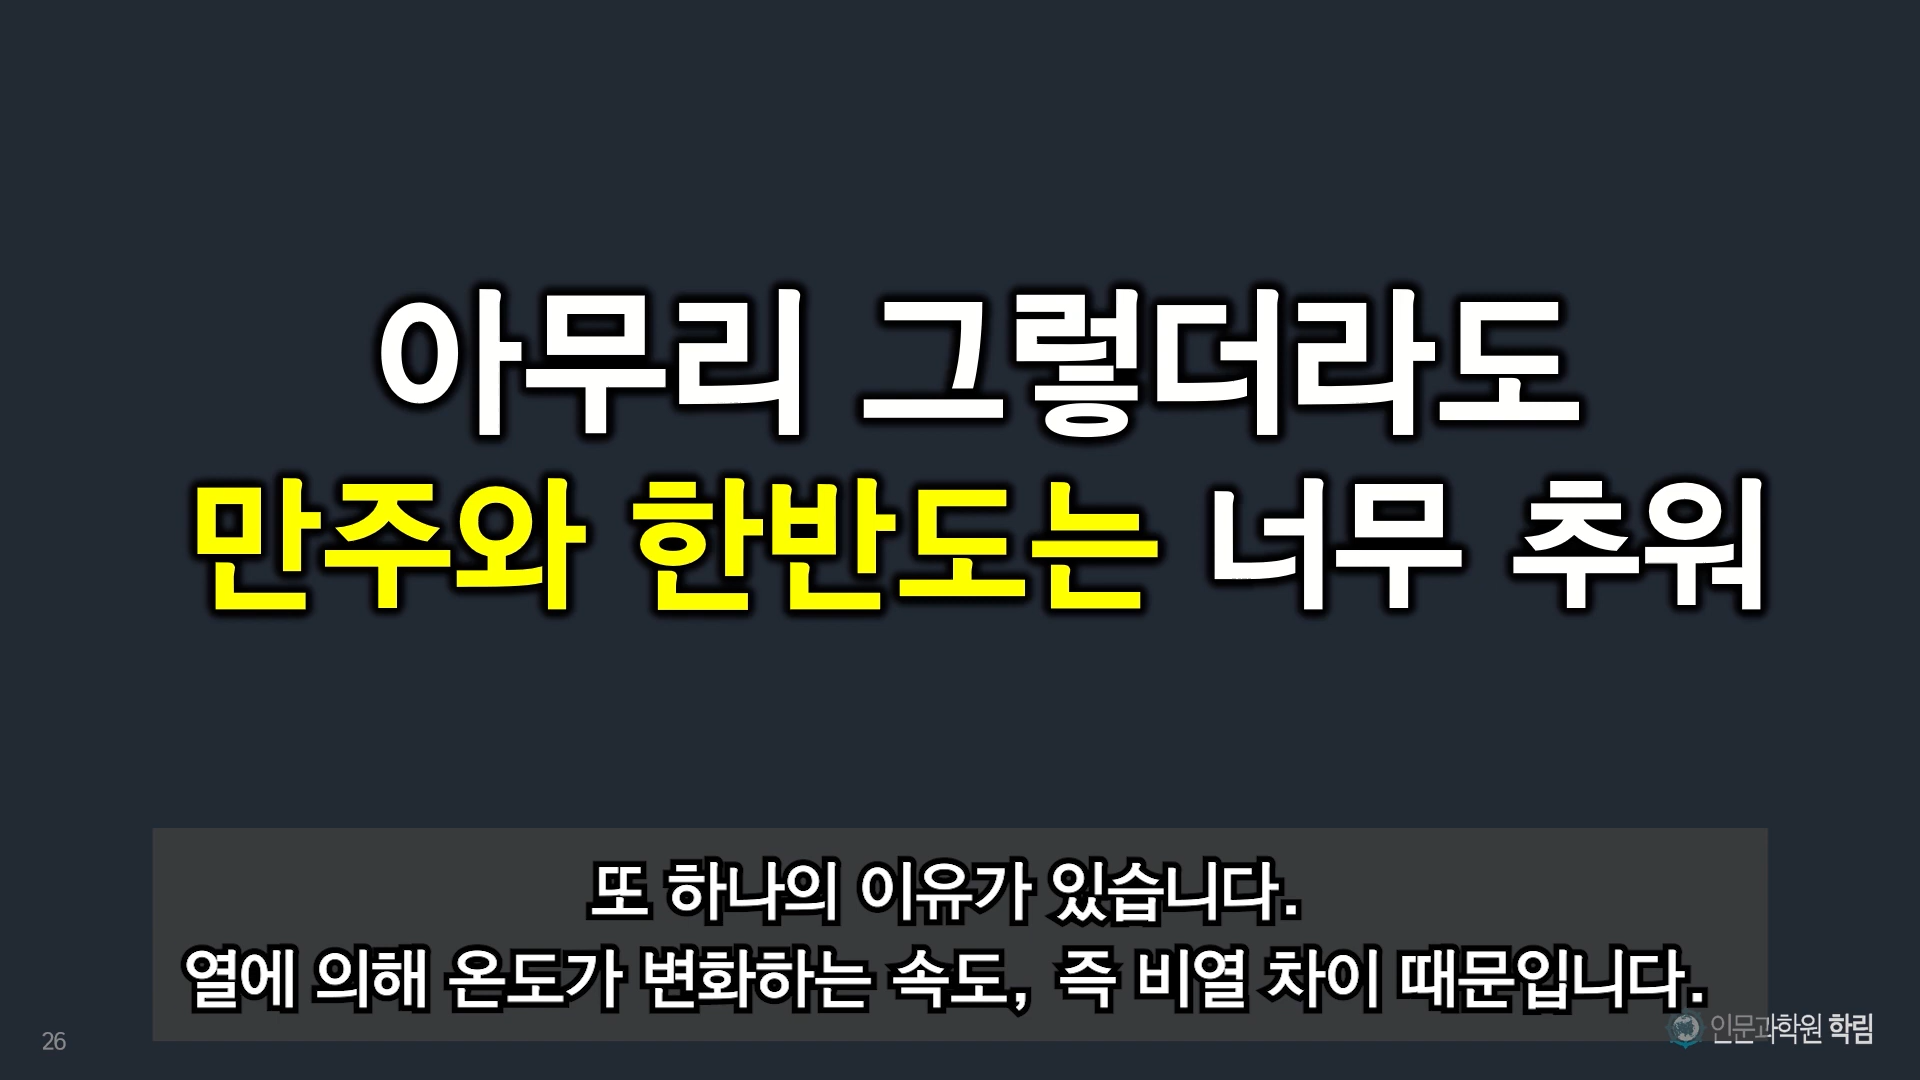 아무리 그렇더라도
만주와 한반도는 너무 추워
또 하나의 이유가 있습니다.
열에 의해 온도가 변화하는 속도, 즉 비열 차이 때문입니다.
26
인문과학원 학림